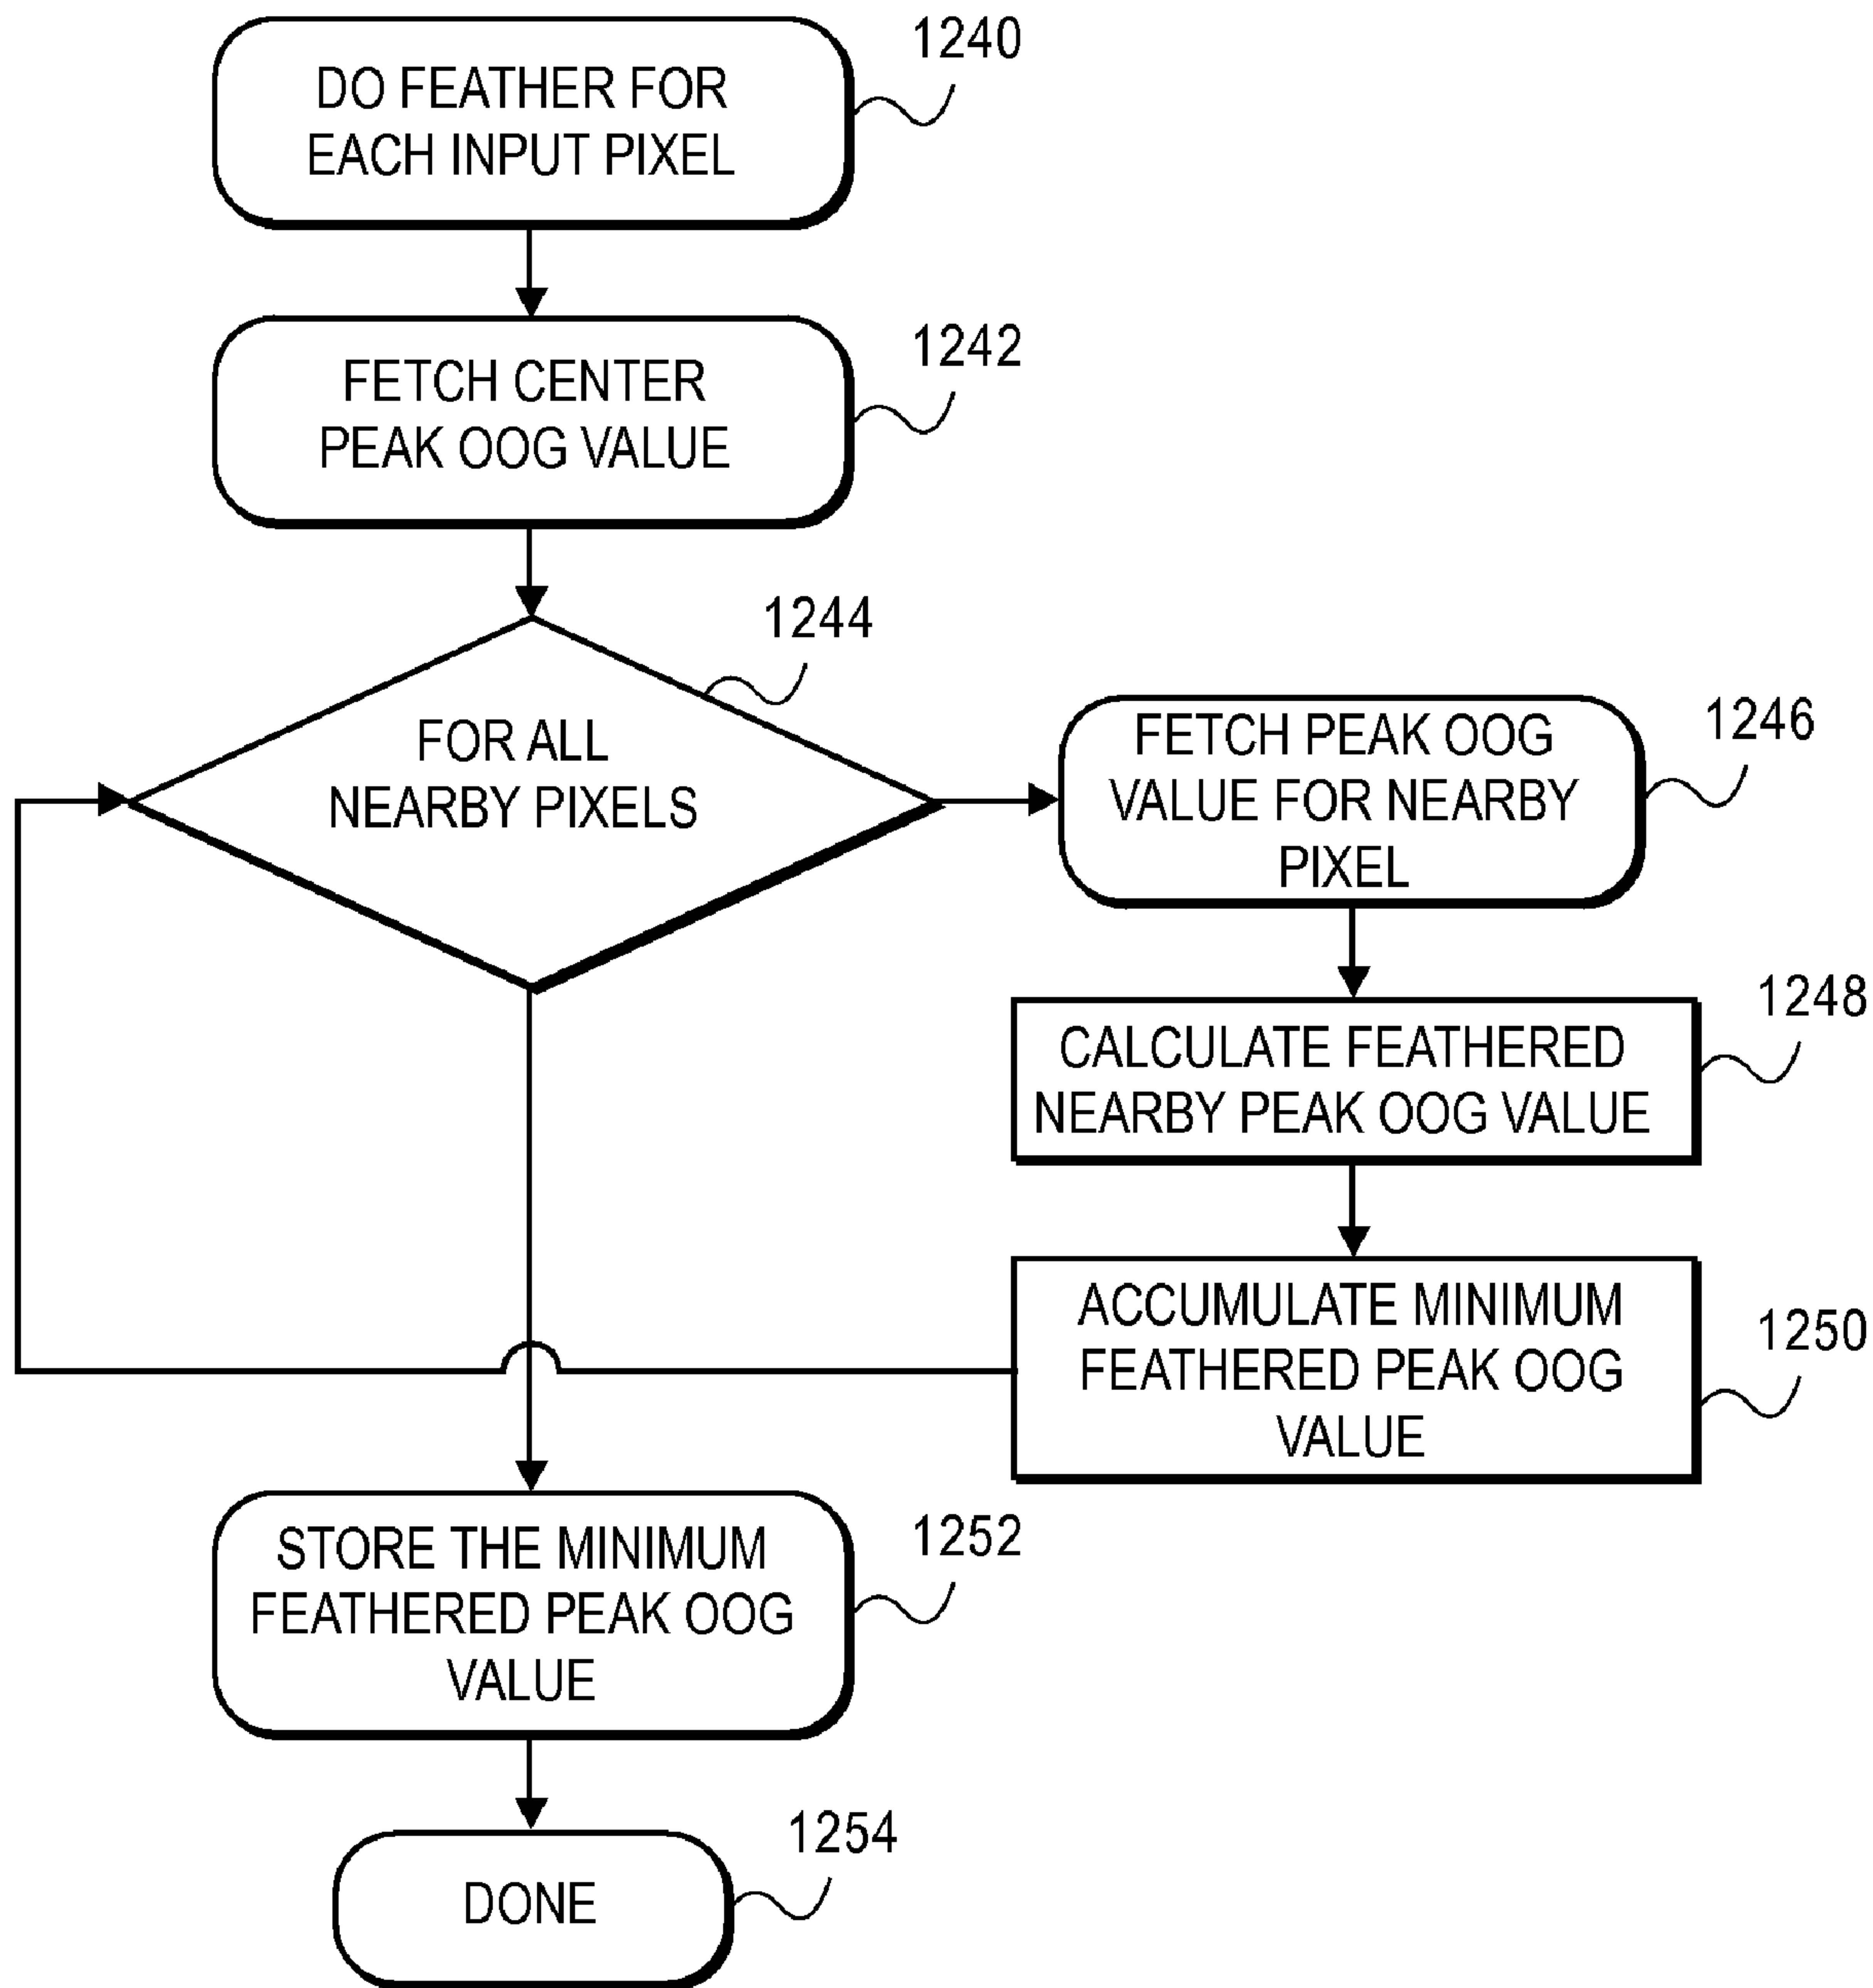 1240
DO FEATHER FOR
EACH INPUT PIXEL
1242
FETCH CENTER
PEAK OOG VALUE
1244
FOR ALL
NEARBY PIXELS
1246
FETCH PEAK OOG
VALUE FOR NEARBY
PIXEL
1248
CALCULATE FEATHERED
NEARBY PEAK OOG VALUE
1250
ACCUMULATE MINIMUM
FEATHERED PEAK OOG
VALUE
1252
STORE THE MINIMUM
FEATHERED PEAK OOG
VALUE
1254
DONE